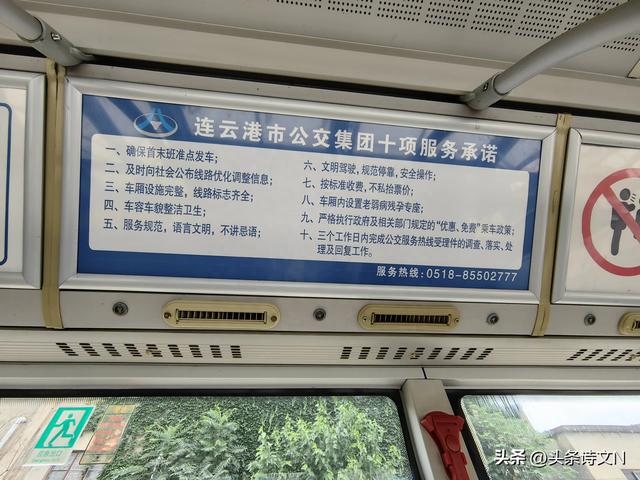 连云港市公交集团十项服务承诺
一、确保首末班准点发车;
二、及时向社会公布线路优化调整信息;
三、车厢设施完整，线路标志齐全;
四、车容车貌整洁卫生;
五、服务规范，语言文明，不讲忌语;
六、文明驾驶，规范停靠，安全操作;
七、按标准收费，不私抬票价;
八、车厢内设置老弱病残孕专座;
九、严格执行政府及相关部门规定的“优惠、免费”乘车政策;
十、三个工作日内完成公交服务热线受理件的调查、落实、处
理及回复工作。
服务热线:0518-85502777
应急出口
头条 @头条诗文N